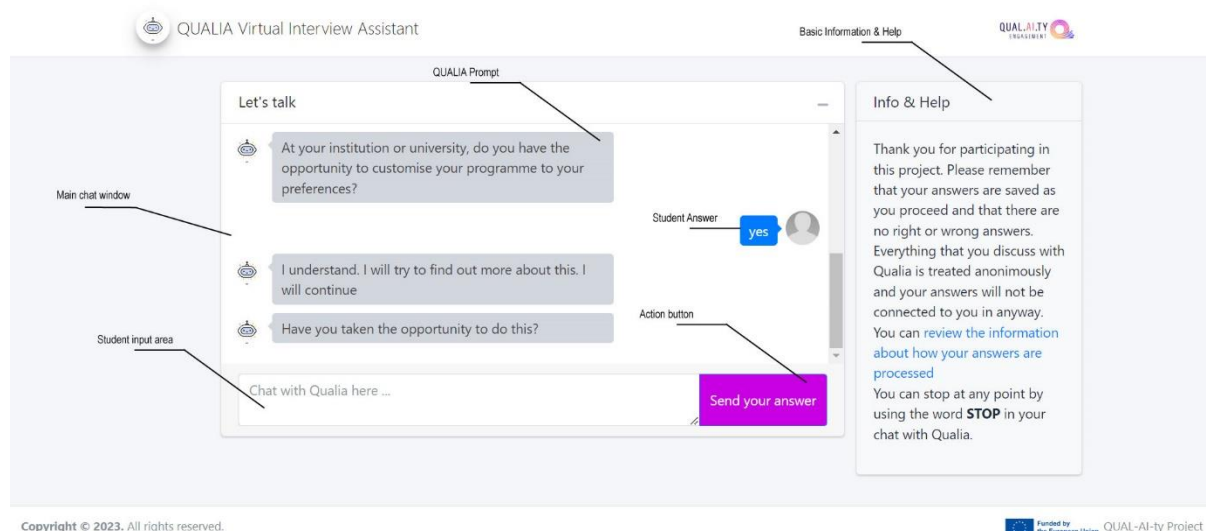 QUALIA Virtual Interview Assistant
Basic Information & Help
QUAL.AI.TY
ENGAGEMENT
QUALIA Prompt
Let's talk
Info & Help
At your institution or university, do you have the
opportunity to customise your programme to your
preferences?
Main chat window
Student Answer
yes
I understand. I will try to find out more about this. I
will continue
Action button
Have you taken the opportunity to do this?
Student input area
Chat with Qualia here ...
Send your answer
Thank you for participating in
this project. Please remember
that your answers are saved as
you proceed and that there are
no right or wrong answers.
Everything that you discuss with
Qualia is treated anonimously
and your answers will not be
connected to you in anyway.
You can review the information
about how your answers are
processed
You can stop at any point by
using the word STOP in your
chat with Qualia.
Copyright © 2023. All rights reserved.
Funded by
the European Union
QUAL-AI-ty Project